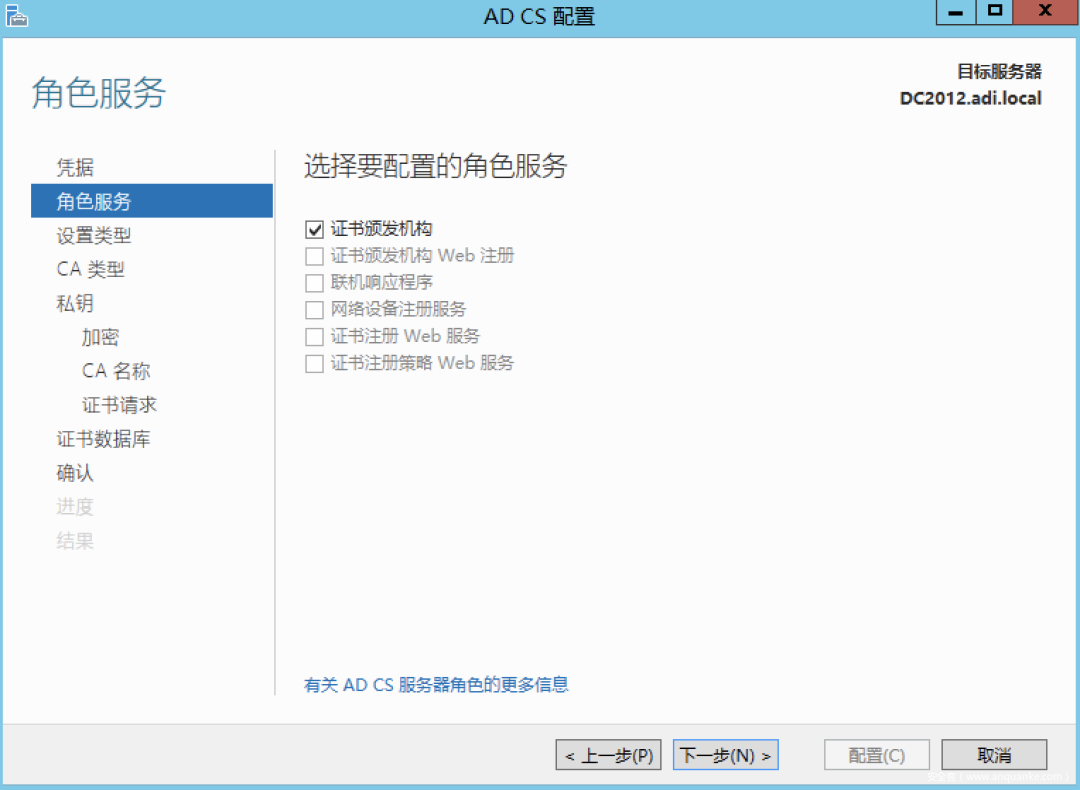 AD CS 配置
角色服务
目标服务器
DC2012.adi.local
凭据
角色服务
设置类型
CA 类型
私钥
加密
CA 名称
证书请求
证书数据库
确认
进度
结果
选择要配置的角色服务
证书颁发机构
证书颁发机构 Web 注册
联机响应程序
网络设备注册服务
证书注册 Web 服务
证书注册策略 Web 服务
有关 AD CS 服务器角色的更多信息
< 上一步(P)
下一步(N) >
配置(C)
取消
安全客 ( www.anquanke.com )